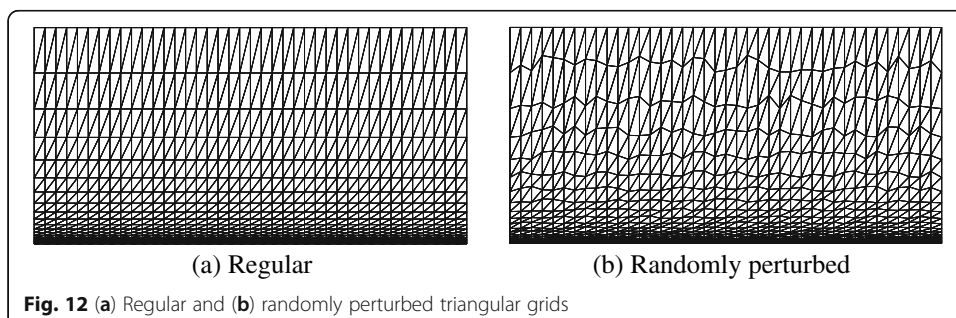 (a) Regular
(b) Randomly perturbed
Fig. 12 (a) Regular and (b) randomly perturbed triangular grids